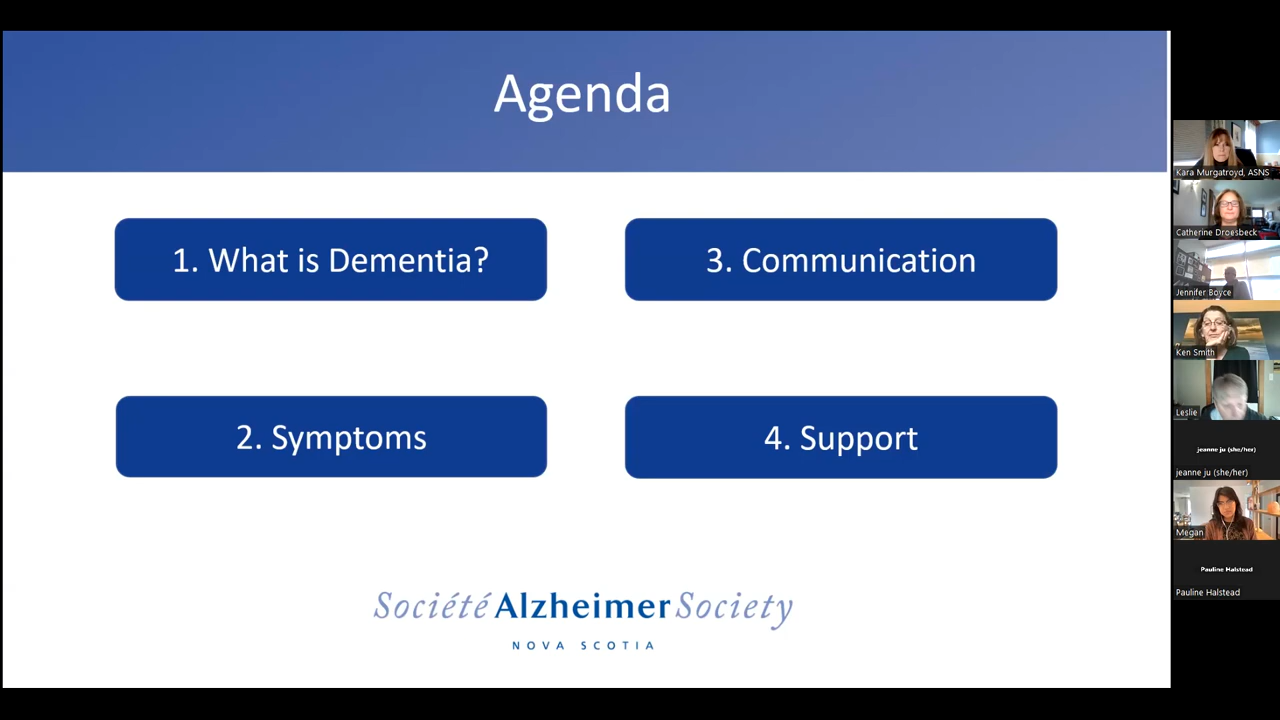 Agenda
1. What is Dementia?
3. Communication
2. Symptoms
4. Support
Société Alzheimer Society
NOVA SCOTIA
Kara Murgatroyd, ASNS
Catherine Droesbeck
Jennifer Boyce
Ken Smith
Leslie
jeanne ju (she/her)
jeanne ju (she/her)
Megan
Pauline Halstead
Pauline Halstead